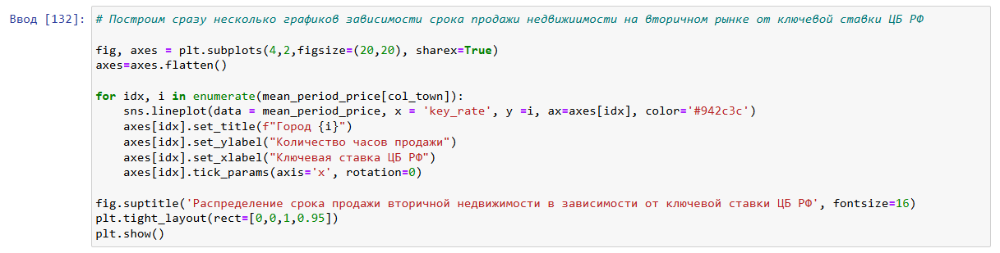 Ввод [132]: # Построим сразу несколько графиков зависимости срока продажи недвижиимости на вторичном рынке от ключевой ставки ЦБ РФ
fig, axes = plt.subplots(4,2,figsize=(20,20), sharex=True)
axes=axes.flatten()
for idx, i in enumerate(mean_period_price[col_town]):
    sns.lineplot(data = mean_period_price, x = 'key_rate', y =i, ax=axes[idx], color='#942c3c')
    axes[idx].set_title(f"Город {i}")
    axes[idx].set_ylabel("Количество часов продажи")
    axes[idx].set_xlabel("Ключевая ставка ЦБ РФ")
    axes[idx].tick_params(axis='x', rotation=0)
fig.suptitle('Распределение срока продажи вторичной недвижимости в зависимости от ключевой ставки ЦБ РФ', fontsize=16)
plt.tight_layout(rect=[0,0,1,0.95])
plt.show()